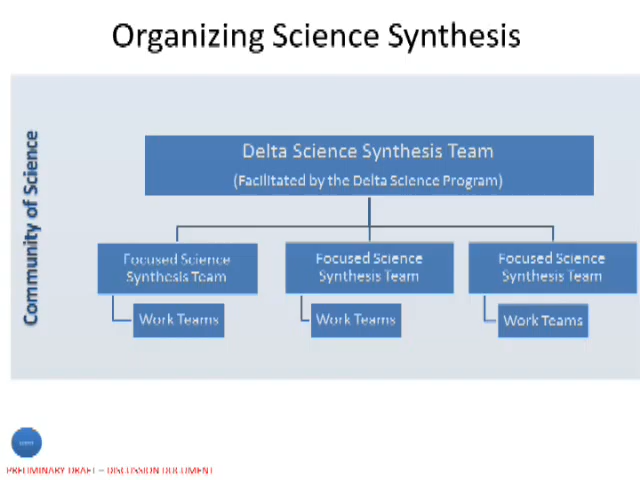 Organizing Science Synthesis
Community of Science
Delta Science Synthesis Team
(Facilitated by the Delta Science Program)
Focused Science
Synthesis Team
Focused Science
Synthesis Team
Focused Science
Synthesis Team
Work Teams
Work Teams
Work Teams
PRELIMINARY DRAFT – DISCUSSION DOCUMENT